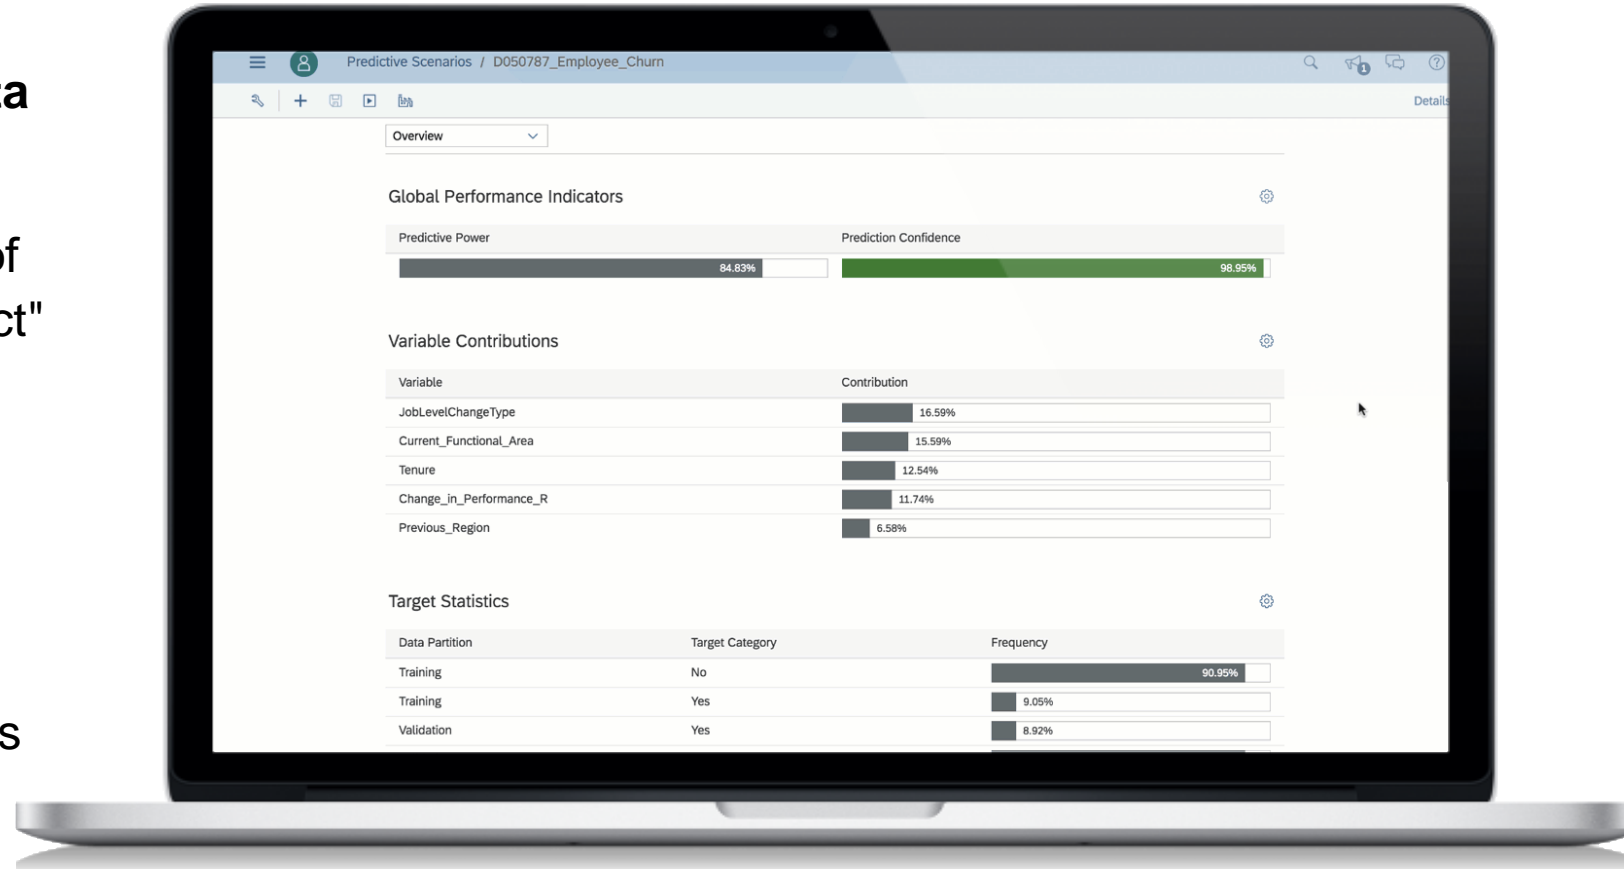 ta
of
ct"
s
Predictive Scenarios / D050787_Employee_Churn
1
Details
Overview
Global Performance Indicators
Predictive Power Prediction Confidence
84.83% 98.95%
Variable Contributions
Variable Contribution
JobLevelChangeType 16.59%
Current_Functional_Area 15.59%
Tenure 12.54%
Change_in_Performance_R 11.74%
Previous_Region 6.58%
Target Statistics
Data Partition Target Category Frequency
Training No 90.95%
Training Yes 9.05%
Validation Yes 8.92%